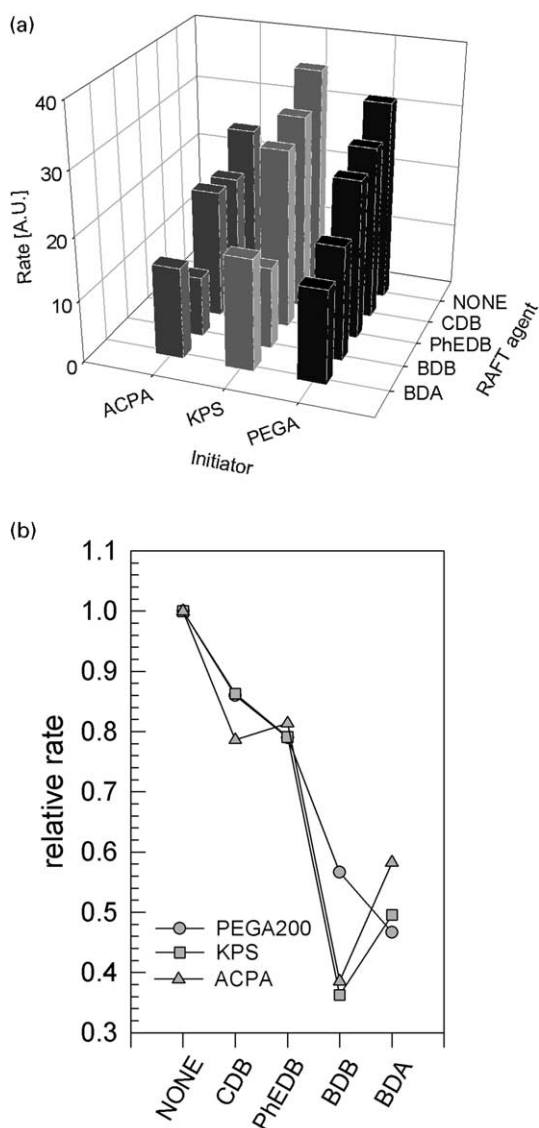 (a)
40
30
20
10
0
Rate [A.U.]
ACPA
KPS
PEGA
Initiator
NONE
CDB
PhEDB
BDB
BDA
RAFT agent
(b)
1.1
1.0
0.9
0.8
0.7
0.6
0.5
0.4
0.3
relative rate
PEGA200
KPS
ACPA
NONE
CDB
PhEDB
BDB
BDA